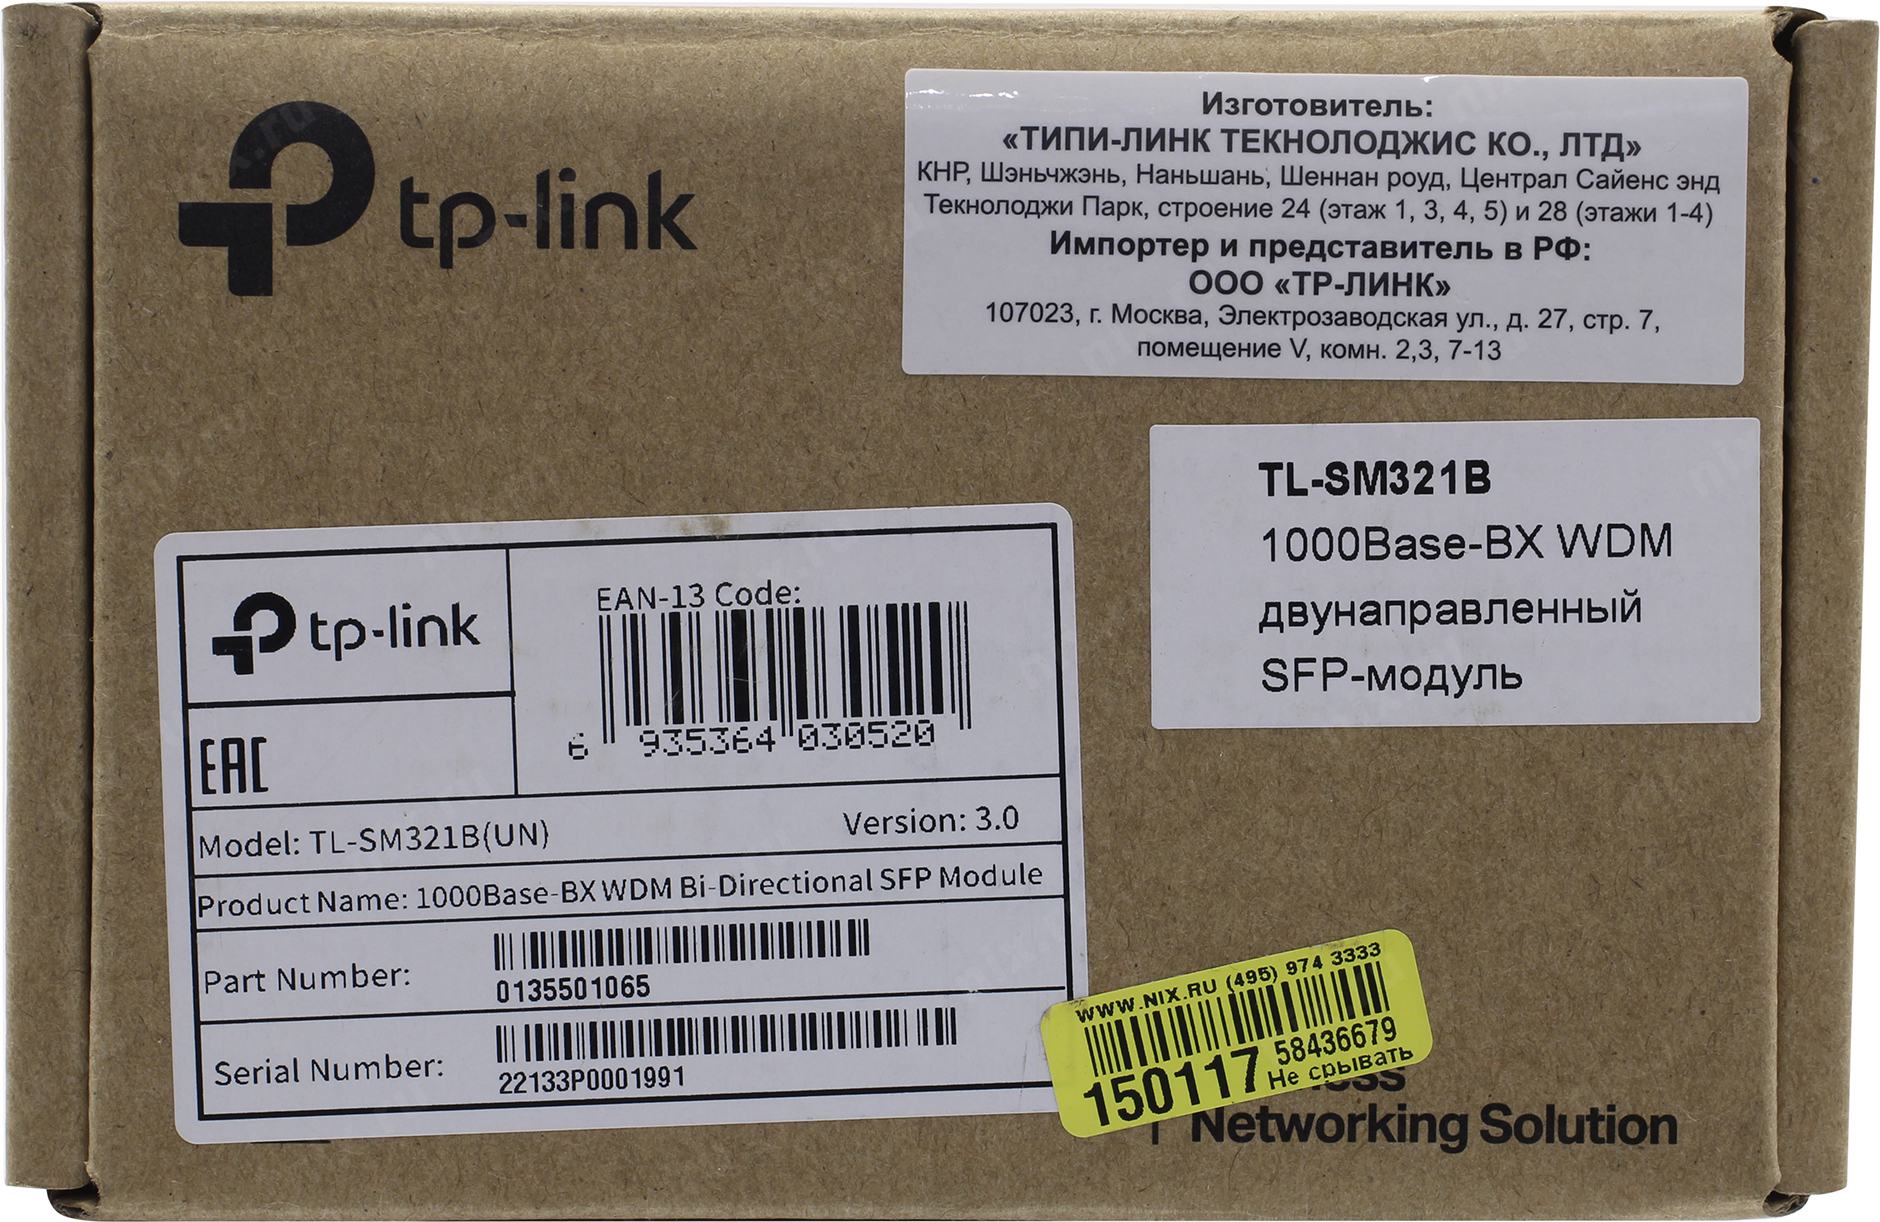 tp-link
Изготовитель:
«ТИПИ-ЛИНК ТЕКНОЛОДЖИС КО., ЛТД»
КНР, Шэньчжэнь, Наньшань, Шеннан роуд, Централ Сайенс энд
Текнолоджи Парк, строение 24 (этаж 1, 3, 4, 5) и 28 (этажи 1-4)
Импортер и представитель в РФ:
ООО «ТР-ЛИНК»
107023, г. Москва, Электрозаводская ул., д. 27, стр. 7,
помещение V, комн. 2,3, 7-13
TL-SM321B
1000Base-BX WDM
двунаправленный
SFP-модуль
tp-link
EAC
EAN-13 Code:
6 935364 030520
Model: TL-SM321B(UN) Version: 3.0
Product Name: 1000Base-BX WDM Bi-Directional SFP Module
Part Number: 0135501065
Serial Number: 22133P0001991
WWW.NIX.RU (495) 974 3333
58436679
150117 Не срывать
Networking Solution